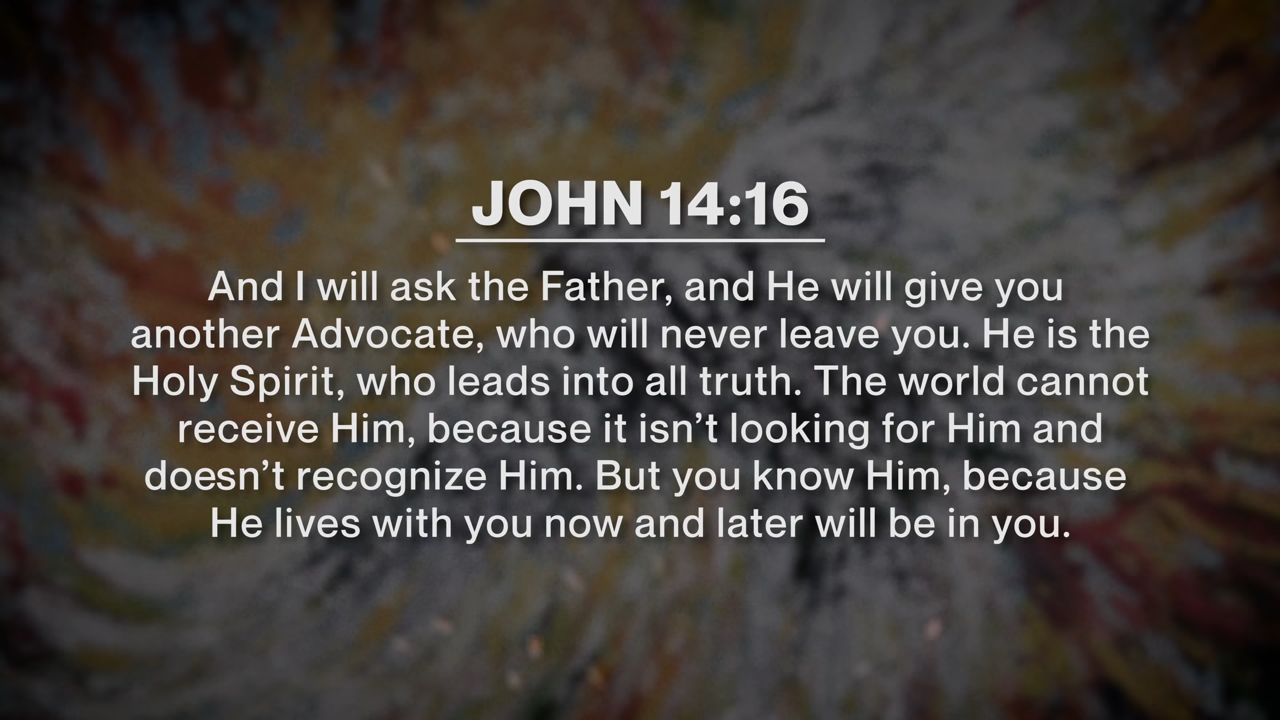 JOHN 14:16
And I will ask the Father, and He will give you
another Advocate, who will never leave you. He is the
Holy Spirit, who leads into all truth. The world cannot
receive Him, because it isn’t looking for Him and
doesn’t recognize Him. But you know Him, because
He lives with you now and later will be in you.